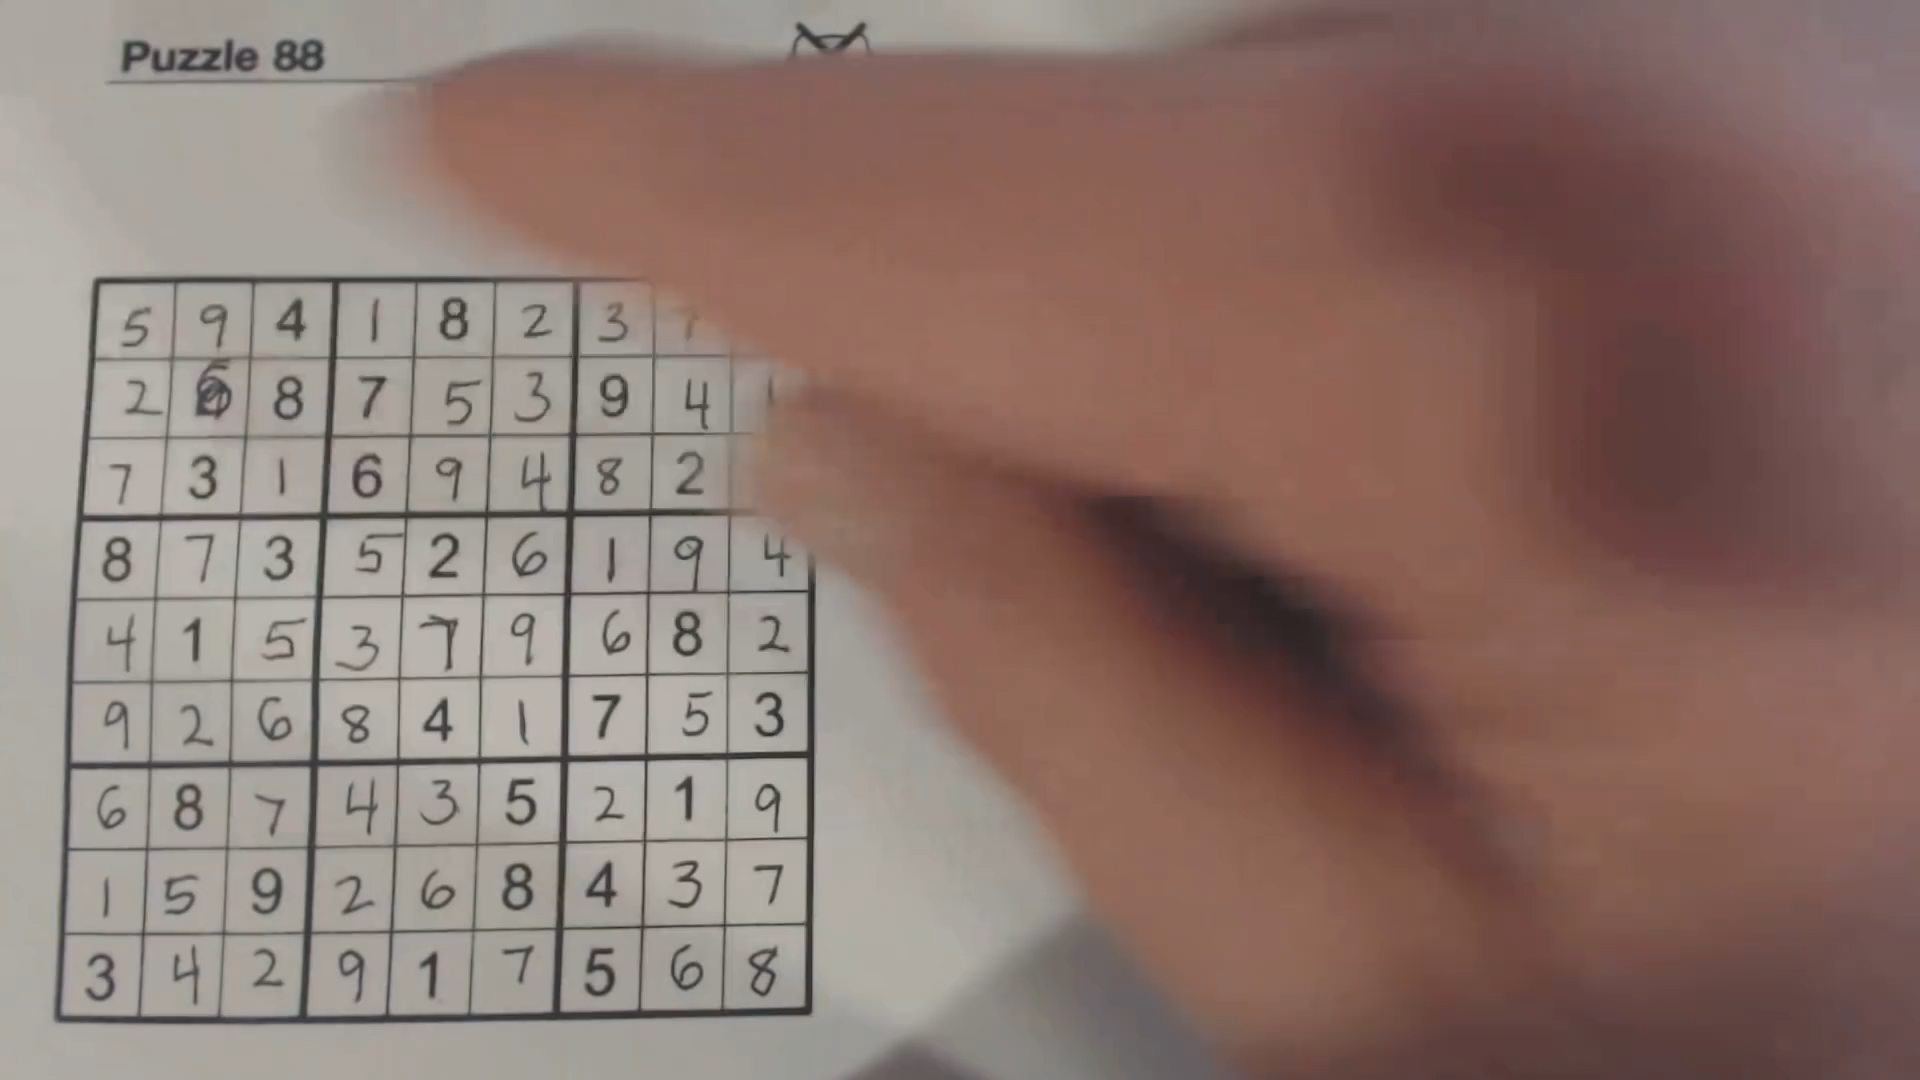 Puzzle 88
5 9 4 1 8 2 3 7
2 6 8 7 5 3 9 4
7 3 1 6 9 4 8 2
8 7 3 5 2 6 1 9 4
4 1 5 3 7 9 6 8 2
9 2 6 8 4 1 7 5 3
6 8 7 4 3 5 2 1 9
1 5 9 2 6 8 4 3 7
3 4 2 9 1 7 5 6 8